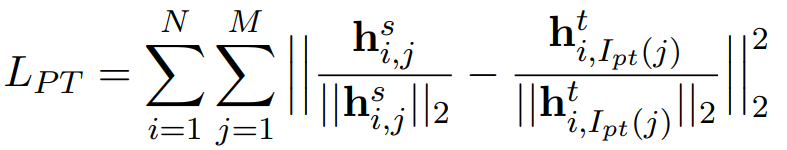 L_{PT} = \sum_{i=1}^{N} \sum_{j=1}^{M} \left|\left| \frac{\mathbf{h}^{s}_{i,j}}{||\mathbf{h}^{s}_{i,j}||_2} - \frac{\mathbf{h}^{t}_{i,I_{pt}(j)}}{||\mathbf{h}^{t}_{i,I_{pt}(j)}||_2} \right|\right|_2^2